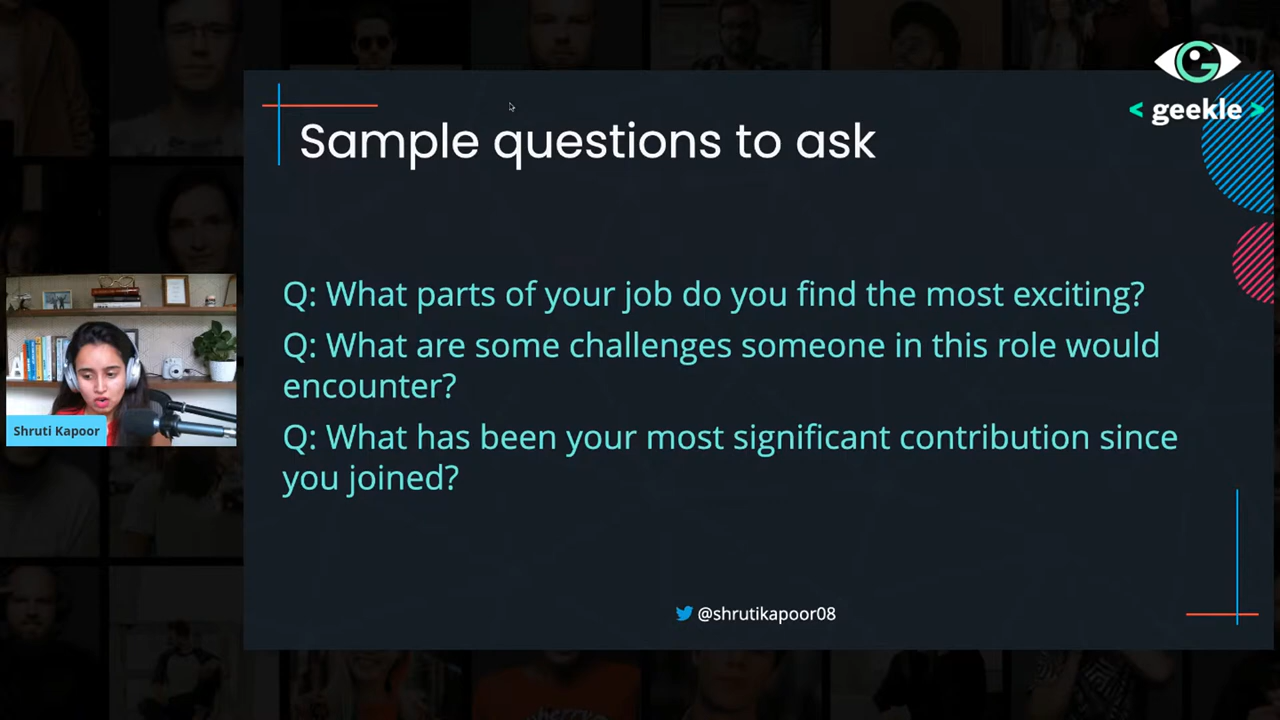 < geekle >
Sample questions to ask
Q: What parts of your job do you find the most exciting?
Q: What are some challenges someone in this role would
encounter?
Q: What has been your most significant contribution since
you joined?
Shruti Kapoor
@shrutikapoor08